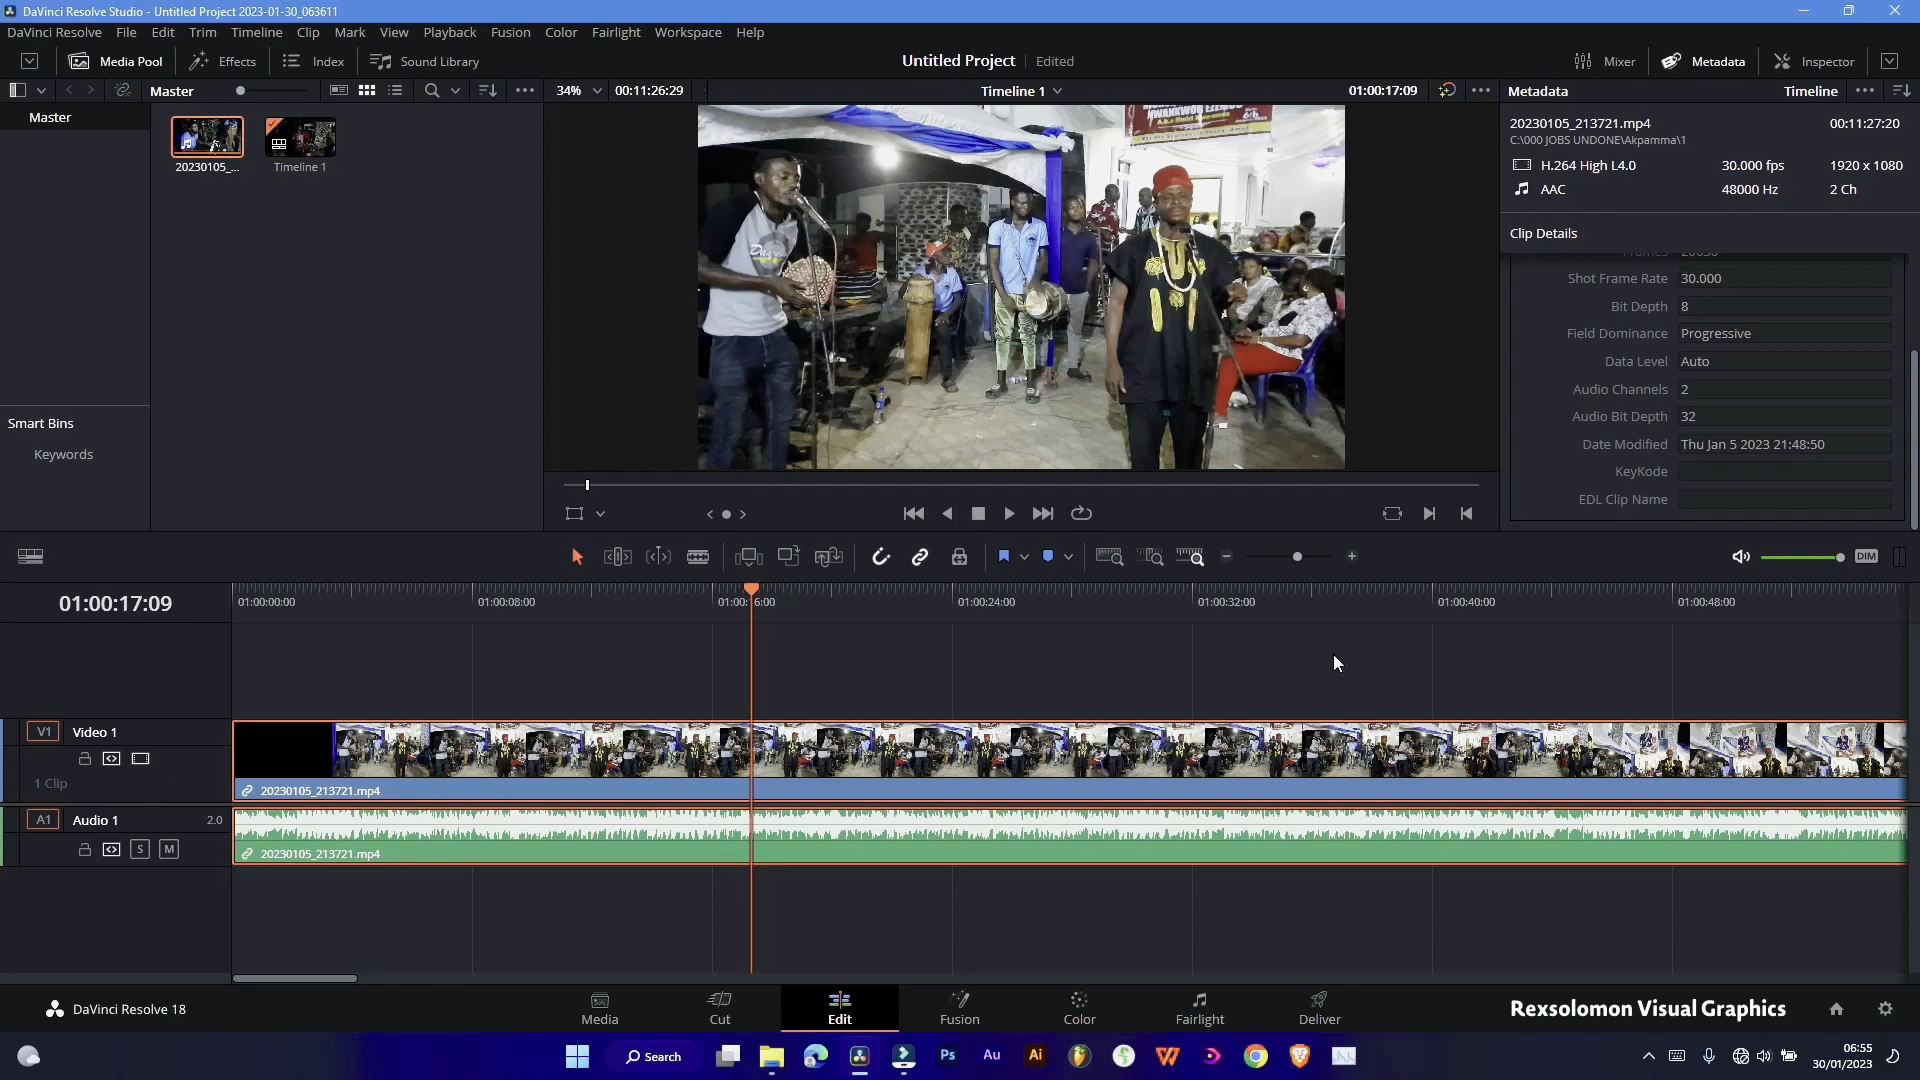 DaVinci Resolve Studio - Untitled Project 2023-01-30_063611
DaVinci Resolve File Edit Trim Timeline Clip Mark View Playback Fusion Color Fairlight Workspace Help
Media Pool Effects Index Sound Library Untitled Project Edited Mixer Metadata Inspector
Master 34% 00:11:26:29 Timeline 1 01:00:17:09 Metadata Timeline
Master
20230105_...
Timeline 1
Smart Bins
Keywords
20230105_213721.mp4 00:11:27:20
C:\000 JOBS UNDONE\Akpamma\1
H.264 High L4.0 30.000 fps 1920 x 1080
AAC 48000 Hz 2 Ch
Clip Details
Shot Frame Rate 30.000
Bit Depth 8
Field Dominance Progressive
Data Level Auto
Audio Channels 2
Audio Bit Depth 32
Date Modified Thu Jan 5 2023 21:48:50
KeyKode
EDL Clip Name
DIM
01:00:17:09 01:00:00:00 01:00:08:00 01:00:16:00 01:00:24:00 01:00:32:00 01:00:40:00 01:00:48:00
V1 Video 1
1 Clip
20230105_213721.mp4
A1 Audio 1 2.0
S M
20230105_213721.mp4
DaVinci Resolve 18 Media Cut Edit Fusion Color Fairlight Deliver Rexsolomon Visual Graphics
Search Ps Au Ai
06:55
30/01/2023